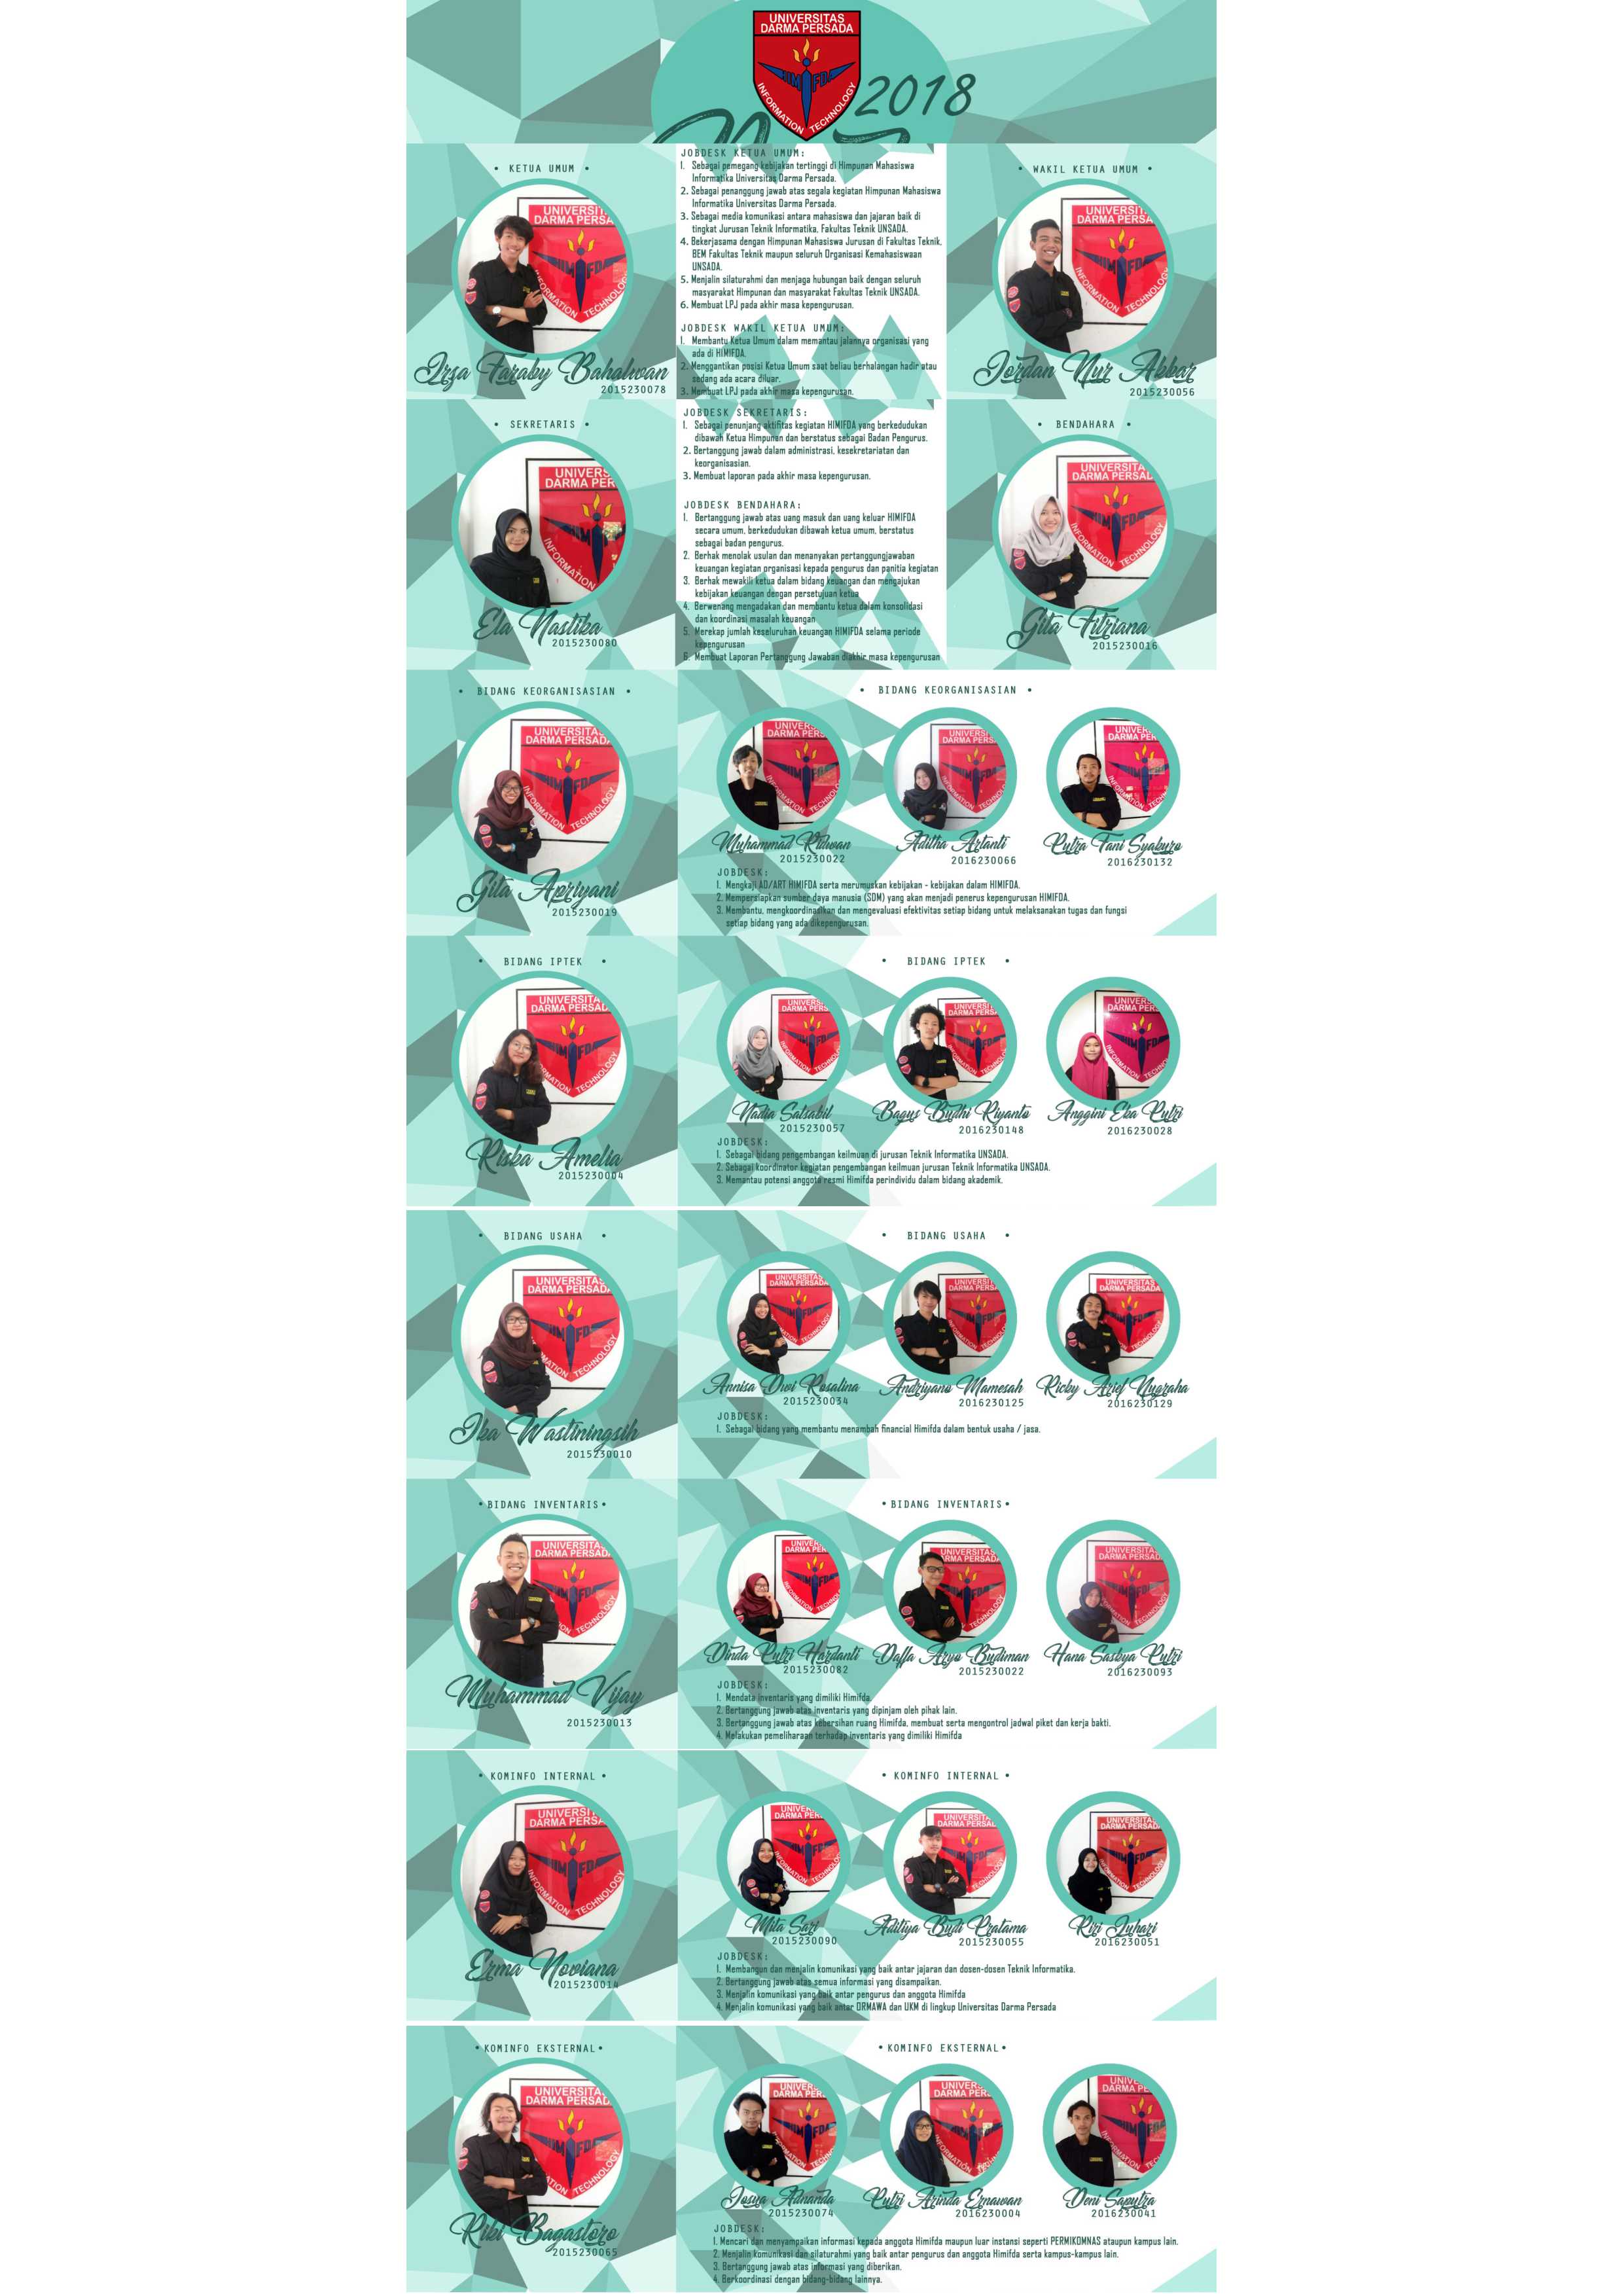 UNIVERSITAS
DARMA PERSADA
HIMIFDA
INFORMATION TECHNOLOGY
2018
• KETUA UMUM •
Irsa Faraby Bahalwan
2015230078
JOBDESK KETUA UMUM:
1. Sebagai pemegang kebijakan tertinggi di Himpunan Mahasiswa
Informatika Universitas Darma Persada.
2. Sebagai penanggung jawab atas segala kegiatan Himpunan Mahasiswa
Informatika Universitas Darma Persada.
3. Sebagai media komunikasi antara mahasiswa dan jajaran baik di
tingkat Jurusan Teknik Informatika, Fakultas Teknik UNSADA.
4. Bekerjasama dengan Himpunan Mahasiswa Jurusan di Fakultas Teknik,
BEM Fakultas Teknik maupun seluruh Organisasi Kemahasiswaan
UNSADA.
5. Menjalin silaturahmi dan menjaga hubungan baik dengan seluruh
masyarakat Himpunan dan masyarakat Fakultas Teknik UNSADA.
6. Membuat LPJ pada akhir masa kepengurusan.
JOBDESK WAKIL KETUA UMUM:
1. Membantu Ketua Umum dalam memantau jalannya organisasi yang
ada di HIMIFDA.
2. Menggantikan posisi Ketua Umum saat beliau berhalangan hadir atau
sedang ada acara diluar.
3. Membuat LPJ pada akhir masa kepengurusan.
• WAKIL KETUA UMUM •
Jordan Nur Akbar
2015230056
• SEKRETARIS •
Ela Nastika
2015230080
JOBDESK SEKRETARIS:
1. Sebagai penunjang aktifitas kegiatan HIMIFDA yang berkedudukan
dibawah Ketua Himpunan dan berstatus sebagai Badan Pengurus.
2. Bertanggung jawab dalam administrasi, kesekretariatan dan
keorganisasian.
3. Membuat laporan pada akhir masa kepengurusan.
JOBDESK BENDAHARA:
1. Bertanggung jawab atas uang masuk dan uang keluar HIMIFDA
secara umum, berkedudukan dibawah ketua umum, berstatus
sebagai badan pengurus.
2. Berhak menolak usulan dan menanyakan pertanggungjawaban
keuangan kegiatan organisasi kepada pengurus dan panitia kegiatan
3. Berhak mewakili ketua dalam bidang keuangan dan mengajukan
kebijakan keuangan dengan persetujuan ketua
4. Berwenang mengadakan dan membantu ketua dalam konsolidasi
dan koordinasi masalah keuangan
5. Merekap jumlah keseluruhan keuangan HIMIFDA selama periode
kepengurusan
6. Membuat Laporan Pertanggung Jawaban diakhir masa kepengurusan
• BENDAHARA •
Gita Fitriana
2015230016
• BIDANG KEORGANISASIAN •
Gita Apriyani
2015230019
• BIDANG KEORGANISASIAN •
Muhammad Ridwan
2015230022
Aditha Artanti
2016230066
Putra Tani Syaburo
2016230132
JOBDESK:
1. Mengkaji AD/ART HIMIFDA serta merumuskan kebijakan - kebijakan dalam HIMIFDA.
2. Mempersiapkan sumber daya manusia (SDM) yang akan menjadi penerus kepengurusan HIMIFDA.
3. Membantu, mengkoordinasikan dan mengevaluasi efektivitas setiap bidang untuk melaksanakan tugas dan fungsi
setiap bidang yang ada dikepengurusan.
• BIDANG IPTEK •
Riska Amelia
2015230004
• BIDANG IPTEK •
Nadia Salsabil
2015230057
Bagus Budhi Riyanto
2016230148
Anggini Eka Putri
2016230028
JOBDESK:
1. Sebagai bidang pengembangan keilmuan di jurusan Teknik Informatika UNSADA.
2. Sebagai koordinator kegiatan pengembangan keilmuan jurusan Teknik Informatika UNSADA.
3. Memantau potensi anggota resmi Himifda perindividu dalam bidang akademik.
• BIDANG USAHA •
Ika Wastiningsih
2015230010
• BIDANG USAHA •
Annisa Dwi Rosalina
2015230034
Andriyano Mamesah
2016230125
Ricky Arief Nugraha
2016230129
JOBDESK:
1. Sebagai bidang yang membantu menambah financial Himifda dalam bentuk usaha / jasa.
• BIDANG INVENTARIS •
Muhammad Vijay
2015230013
• BIDANG INVENTARIS •
Dinda Putri Hardanti
2015230082
Daffa Aryo Budiman
2015230022
Hana Sasbya Putri
2016230093
JOBDESK:
1. Mendata inventaris yang dimiliki Himifda.
2. Bertanggung jawab atas inventaris yang dipinjam oleh pihak lain.
3. Bertanggung jawab atas kebersihan ruang Himifda, membuat serta mengontrol jadwal piket dan kerja bakti.
4. Melakukan pemeliharaan terhadap inventaris yang dimiliki Himifda
• KOMINFO INTERNAL •
Erma Noviana
2015230014
• KOMINFO INTERNAL •
Mita Sari
2015230090
Aditiya Budi Pratama
2015230055
Rizi Juhari
2016230051
JOBDESK:
1. Membangun dan menjalin komunikasi yang baik antar jajaran dan dosen-dosen Teknik Informatika.
2. Bertanggung jawab atas semua informasi yang disampaikan.
3. Menjalin komunikasi yang baik antar pengurus dan anggota Himifda
4. Menjalin komunikasi yang baik antar ORMAWA dan UKM di lingkup Universitas Darma Persada
• KOMINFO EKSTERNAL •
Riki Bagastoro
2015230065
• KOMINFO EKSTERNAL •
Josua Adnanda
2015230074
Putri Arinda Ernawan
2016230004
Deni Saputra
2016230041
JOBDESK:
1. Mencari dan menyampaikan informasi kepada anggota Himifda maupun luar instansi seperti PERMIKOMNAS ataupun kampus lain.
2. Menjalin komunikasi dan silaturahmi yang baik antar pengurus dan anggota Himifda serta kampus-kampus lain.
3. Bertanggung jawab atas informasi yang diberikan.
4. Berkoordinasi dengan bidang-bidang lainnya.